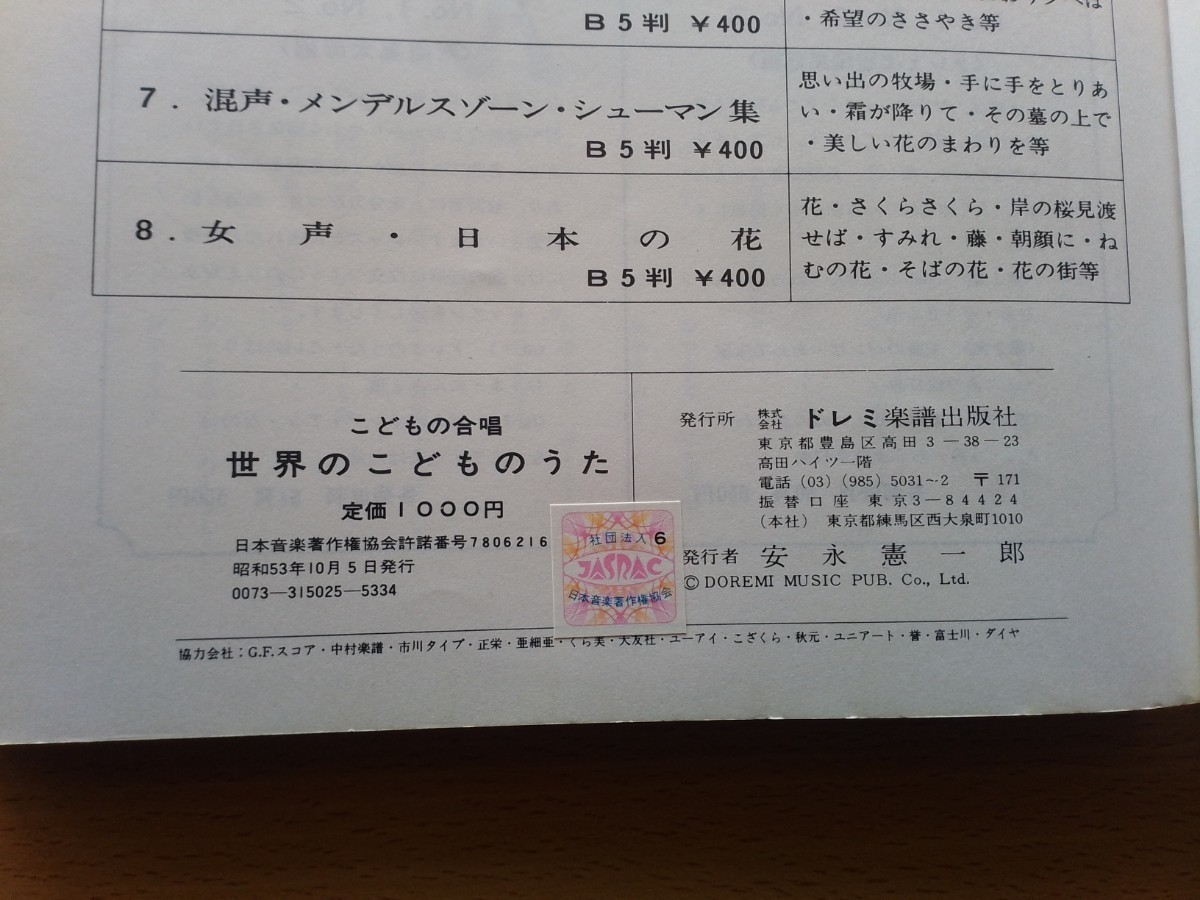 B5判 ¥400
・希望のささやき等
7．混声・メンデルスゾーン・シューマン集
B5判 ¥400
思い出の牧場・手に手をとりあ
い・霜が降りて・その墓の上で
・美しい花のまわりを等
8．女声・日本の花
B5判 ¥400
花・さくらさくら・岸の桜見渡
せば・すみれ・藤・朝顔に・ね
むの花・そばの花・花の街等
こどもの合唱
世界のこどものうた
定価1000円
日本音楽著作権協会許諾番号7806216
昭和53年10月5日発行
0073—315025—5334
社団法人 6
JASRAC
日本音楽著作権協会
発行所 株式会社 ドレミ楽譜出版社
東京都豊島区高田3—38—23
高田ハイツ一階
電話(03)(985)5031〜2 〒171
振替口座 東京3—84424
(本社) 東京都練馬区西大泉町1010
発行者 安永憲一郎
©DOREMI MUSIC PUB. Co., Ltd.
協力会社：G.F.スコア・中村楽譜・市川タイプ・正栄・亜細亜・くら美・大友社・ユーアイ・こざくら・秋元・ユニアート・誉・富士川・ダイヤ